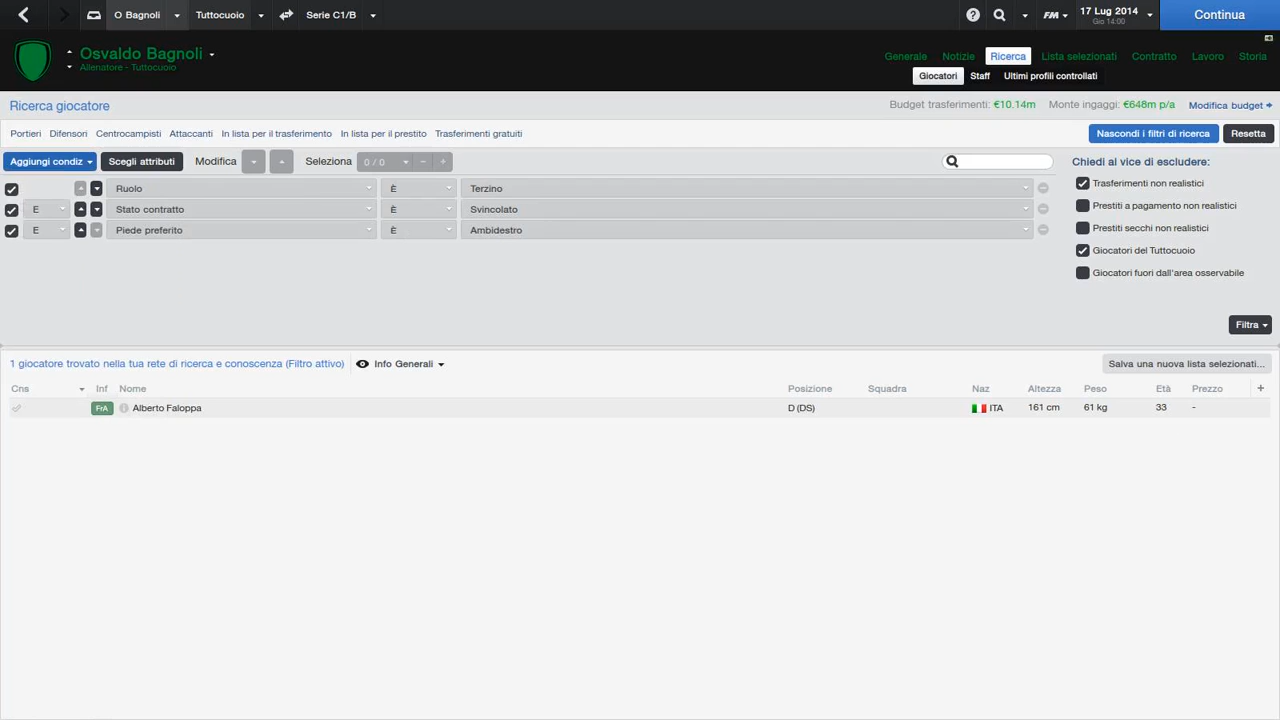 O Bagnoli Tuttocuoio Serie C1/B FM 17 Lug 2014 Gio 14:00 Continua
Osvaldo Bagnoli
Allenatore - Tuttocuoio
Generale Notizie Ricerca Lista selezionati Contratto Lavoro Storia
Giocatori Staff Ultimi profili controllati
Ricerca giocatore Budget trasferimenti: €10.14m Monte ingaggi: €648m p/a Modifica budget
Portieri Difensori Centrocampisti Attaccanti In lista per il trasferimento In lista per il prestito Trasferimenti gratuiti Nascondi i filtri di ricerca Resetta
Aggiungi condiz Scegli attributi Modifica Seleziona 0 / 0 Chiedi al vice di escludere:
Ruolo È Terzino Trasferimenti non realistici
E Stato contratto È Svincolato Prestiti a pagamento non realistici
E Piede preferito È Ambidestro Prestiti secchi non realistici
Giocatori del Tuttocuoio
Giocatori fuori dall'area osservabile
Filtra
1 giocatore trovato nella tua rete di ricerca e conoscenza (Filtro attivo) Info Generali Salva una nuova lista selezionati...
Cns Inf Nome Posizione Squadra Naz Altezza Peso Età Prezzo +
F/A Alberto Faloppa D (DS) ITA 161 cm 61 kg 33 -